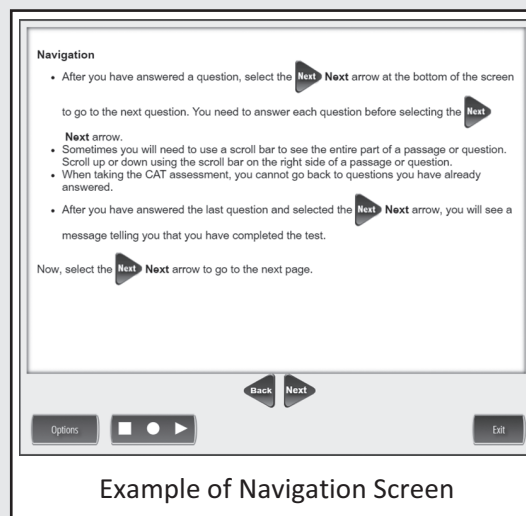 Navigation
• After you have answered a question, select the Next Next arrow at the bottom of the screen
to go to the next question. You need to answer each question before selecting the Next
Next arrow.
• Sometimes you will need to use a scroll bar to see the entire part of a passage or question.
Scroll up or down using the scroll bar on the right side of a passage or question.
• When taking the CAT assessment, you cannot go back to questions you have already
answered.
• After you have answered the last question and selected the Next Next arrow, you will see a
message telling you that you have completed the test.
Now, select the Next Next arrow to go to the next page.
Back Next
Options Exit
Example of Navigation Screen